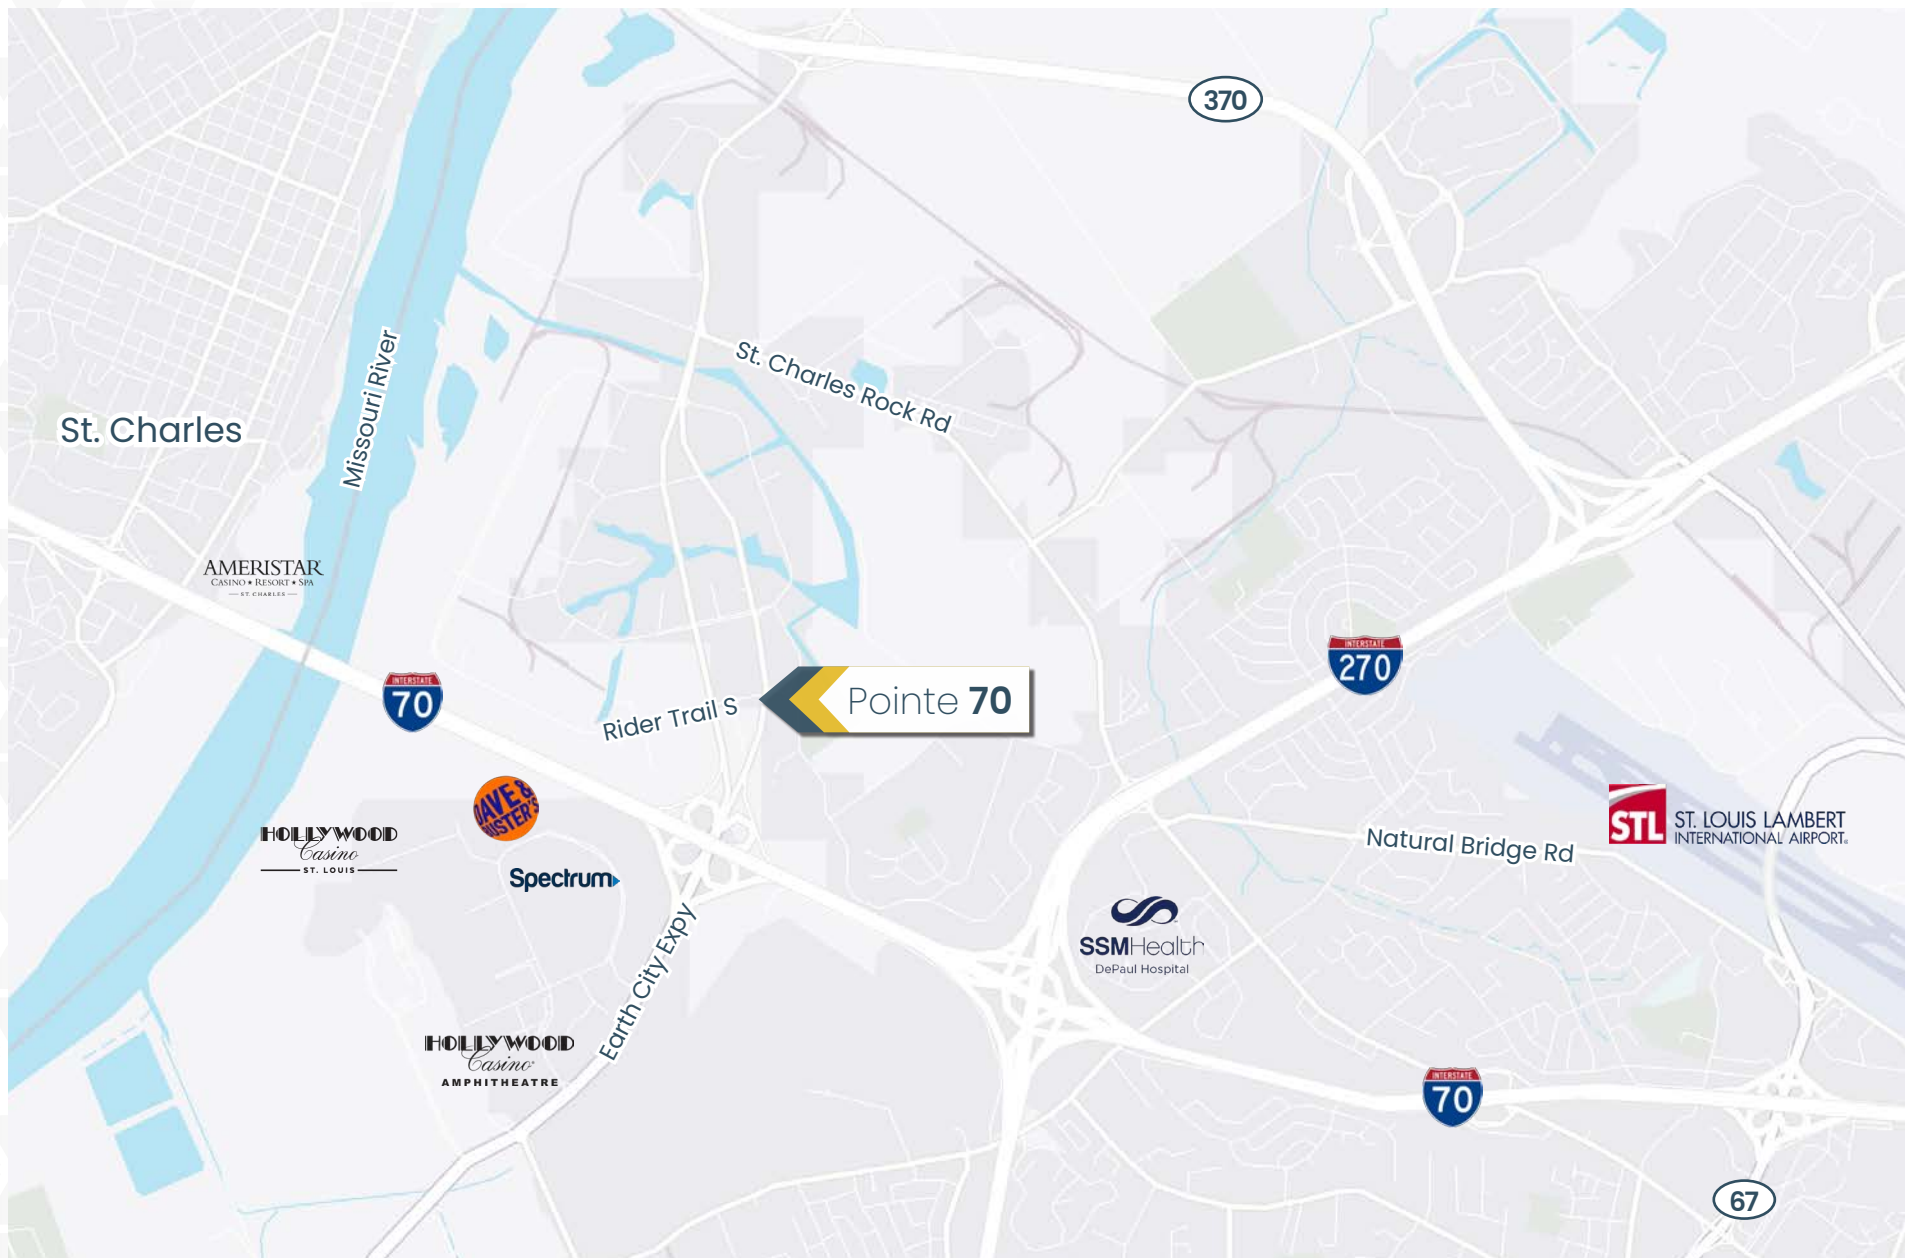 370
St. Charles Rock Rd
Missouri River
St. Charles
AMERISTAR
CASINO ★ RESORT ★ SPA
ST. CHARLES
INTERSTATE
270
INTERSTATE
70
Rider Trail S
Pointe 70
DAVE &
BUSTER'S
HOLLYWOOD
Casino
ST. LOUIS
Spectrum
Natural Bridge Rd
STL
ST. LOUIS LAMBERT
INTERNATIONAL AIRPORT
SSMHealth
DePaul Hospital
Earth City Expy
HOLLYWOOD
Casino
AMPHITHEATRE
INTERSTATE
70
67